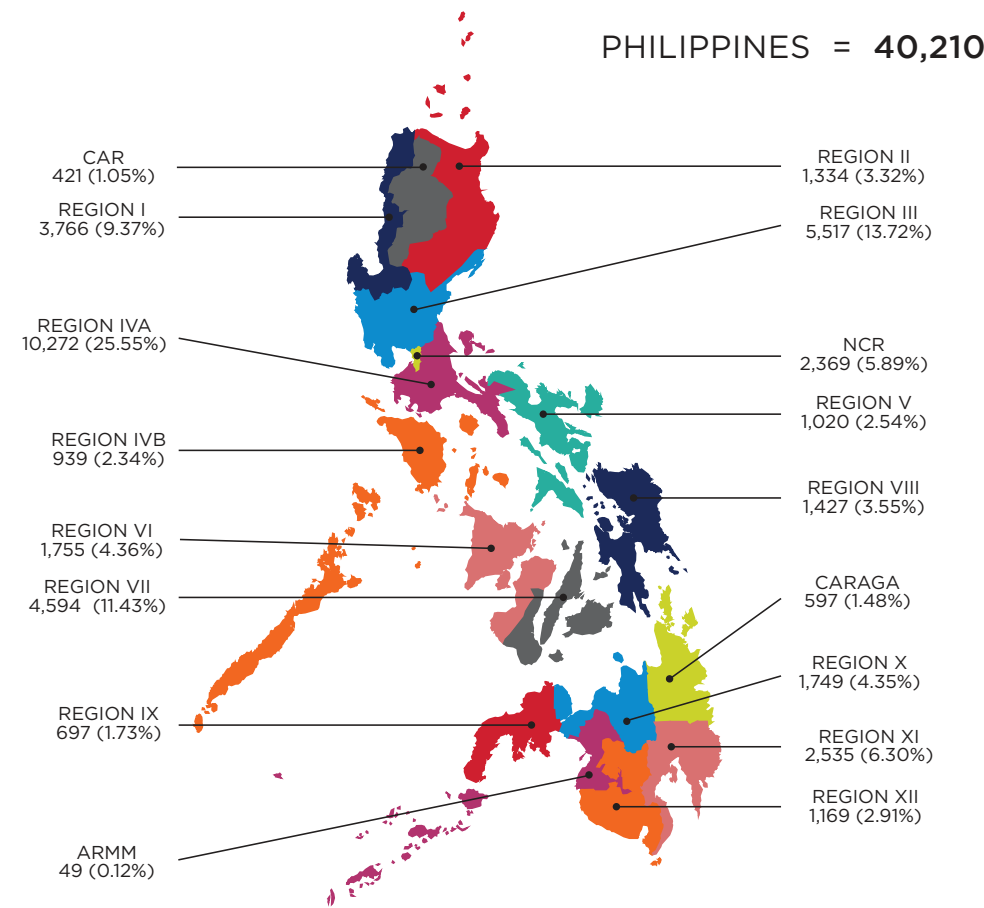 PHILIPPINES = 40,210
CAR
421 (1.05%)
REGION I
3,766 (9.37%)
REGION IVA
10,272 (25.55%)
REGION IVB
939 (2.34%)
REGION VI
1,755 (4.36%)
REGION VII
4,594 (11.43%)
REGION IX
697 (1.73%)
ARMM
49 (0.12%)
REGION II
1,334 (3.32%)
REGION III
5,517 (13.72%)
NCR
2,369 (5.89%)
REGION V
1,020 (2.54%)
REGION VIII
1,427 (3.55%)
CARAGA
597 (1.48%)
REGION X
1,749 (4.35%)
REGION XI
2,535 (6.30%)
REGION XII
1,169 (2.91%)